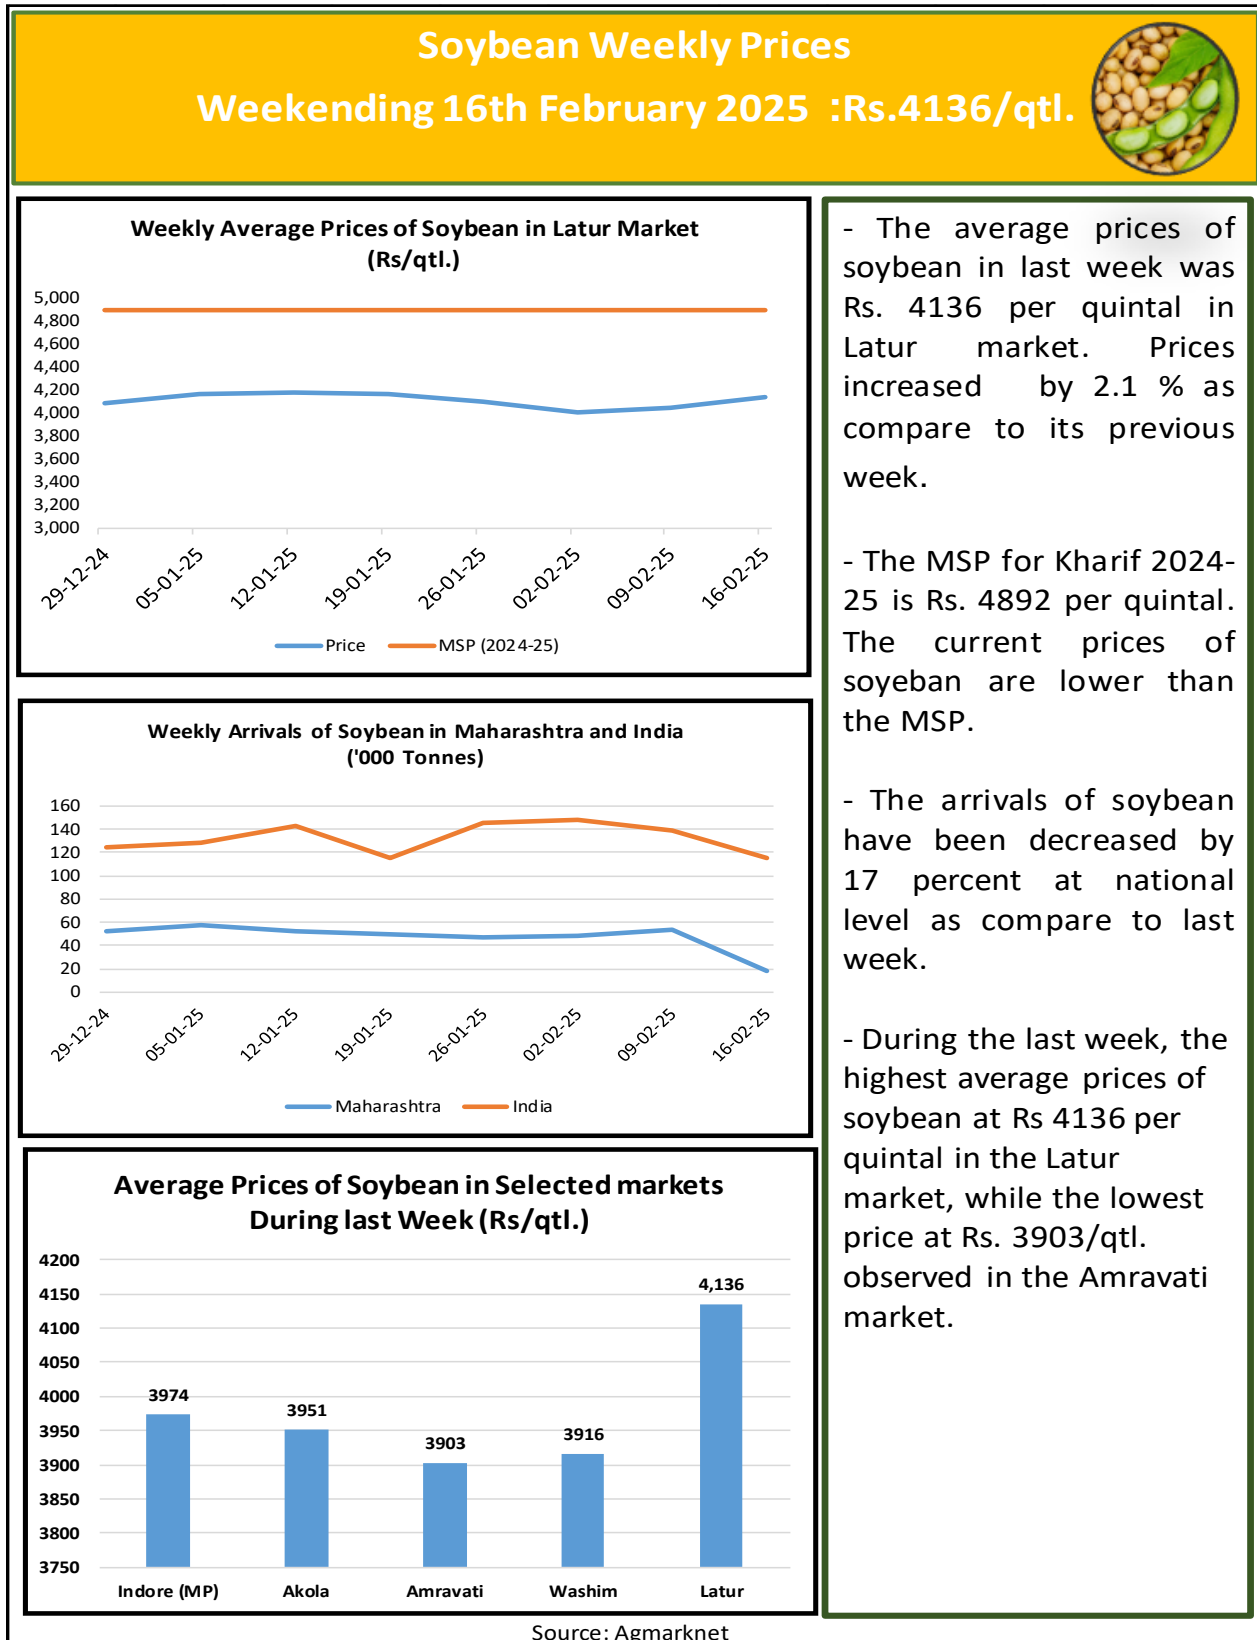 Soybean Weekly Prices
Weekending 16th February 2025 :Rs.4136/qtl.
Weekly Average Prices of Soybean in Latur Market
(Rs/qtl.)
5,000
4,800
4,600
4,400
4,200
4,000
3,800
3,600
3,400
3,200
3,000
29-12-24
05-01-25
12-01-25
19-01-25
26-01-25
02-02-25
09-02-25
16-02-25
Price
MSP (2024-25)
Weekly Arrivals of Soybean in Maharashtra and India
('000 Tonnes)
160
140
120
100
80
60
40
20
0
29-12-24
05-01-25
12-01-25
19-01-25
26-01-25
02-02-25
09-02-25
16-02-25
Maharashtra
India
Average Prices of Soybean in Selected markets
During last Week (Rs/qtl.)
4200
4150
4100
4050
4000
3950
3900
3850
3800
3750
3974
3951
3903
3916
4,136
Indore (MP)
Akola
Amravati
Washim
Latur
- The average prices of
soybean in last week was
Rs. 4136 per quintal in
Latur market. Prices
increased by 2.1 % as
compare to its previous
week.
- The MSP for Kharif 2024-
25 is Rs. 4892 per quintal.
The current prices of
soyeban are lower than
the MSP.
- The arrivals of soybean
have been decreased by
17 percent at national
level as compare to last
week.
- During the last week, the
highest average prices of
soybean at Rs 4136 per
quintal in the Latur
market, while the lowest
price at Rs. 3903/qtl.
observed in the Amravati
market.
Source: Agmarknet